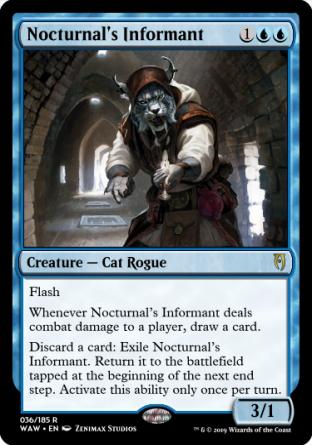 Nocturnal's Informant 1
Creature — Cat Rogue
Flash
Whenever Nocturnal's Informant deals
combat damage to a player, draw a card.
Discard a card: Exile Nocturnal's
Informant. Return it to the battlefield
tapped at the beginning of the next end
step. Activate this ability only once per turn.
3/1
036/185 R
WAW • EN ZENIMAX STUDIOS
™ & © 2019 Wizards of the Coast